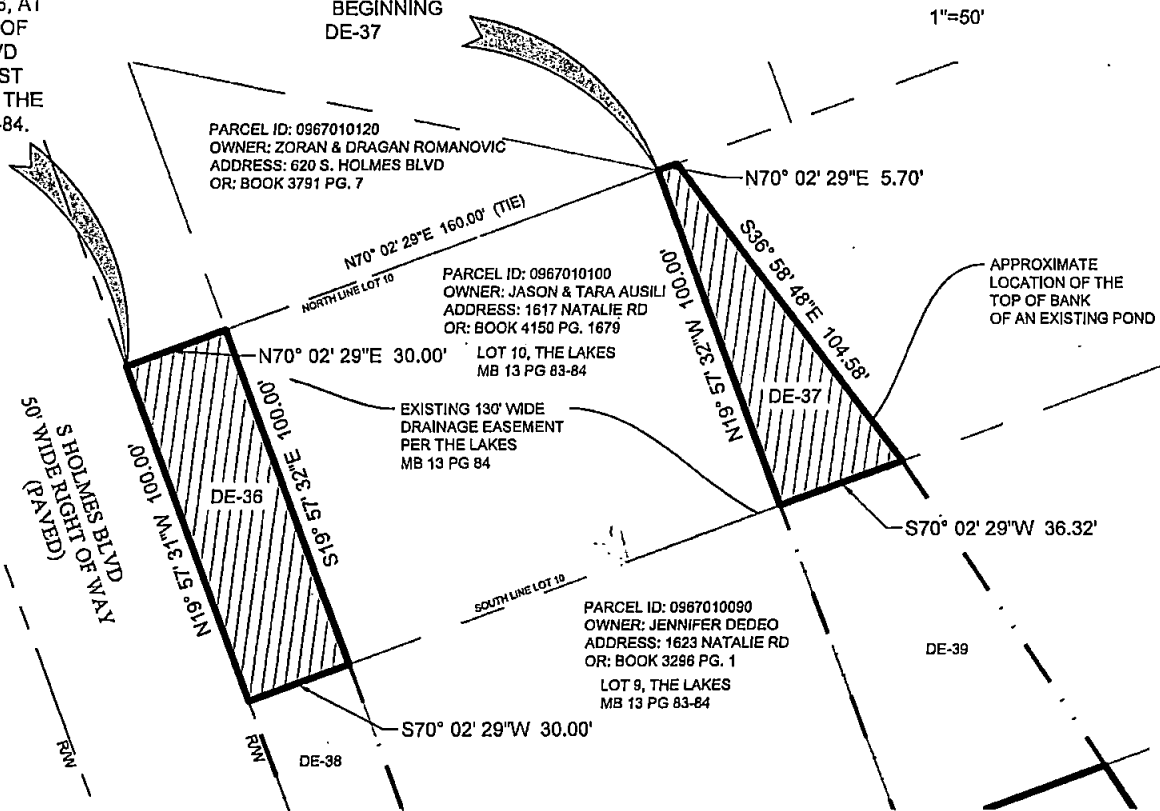 AT
OF
ST
THE
-84.
BEGINNING
DE-37
1"=50'
PARCEL ID: 0967010120
OWNER: ZORAN & DRAGAN ROMANOVIC
ADDRESS: 620 S. HOLMES BLVD
OR: BOOK 3791 PG. 7
N70° 02' 29"E 5.70'
N70° 02' 29"E 160.00' (TIE)
NORTH LINE LOT 10
PARCEL ID: 0967010100
OWNER: JASON & TARA AUSILI
ADDRESS: 1617 NATALIE RD
OR: BOOK 4150 PG. 1679
LOT 10, THE LAKES
MB 13 PG 83-84
S36° 58' 48"E 104.58'
N19° 57' 32"W 100.00'
DE-37
APPROXIMATE
LOCATION OF THE
TOP OF BANK
OF AN EXISTING POND
N70° 02' 29"E 30.00'
EXISTING 130' WIDE
DRAINAGE EASEMENT
PER THE LAKES
MB 13 PG 84
S HOLMES BLVD
50' WIDE RIGHT OF WAY
(PAVED)
N19° 57' 31"W 100.00'
DE-36
S19° 57' 32"E 100.00'
S70° 02' 29"W 36.32'
SOUTH LINE LOT 10
PARCEL ID: 0967010090
OWNER: JENNIFER DEDEO
ADDRESS: 1623 NATALIE RD
OR: BOOK 3296 PG. 1
LOT 9, THE LAKES
MB 13 PG 83-84
DE-39
S70° 02' 29"W 30.00'
R/W
R/W
DE-38